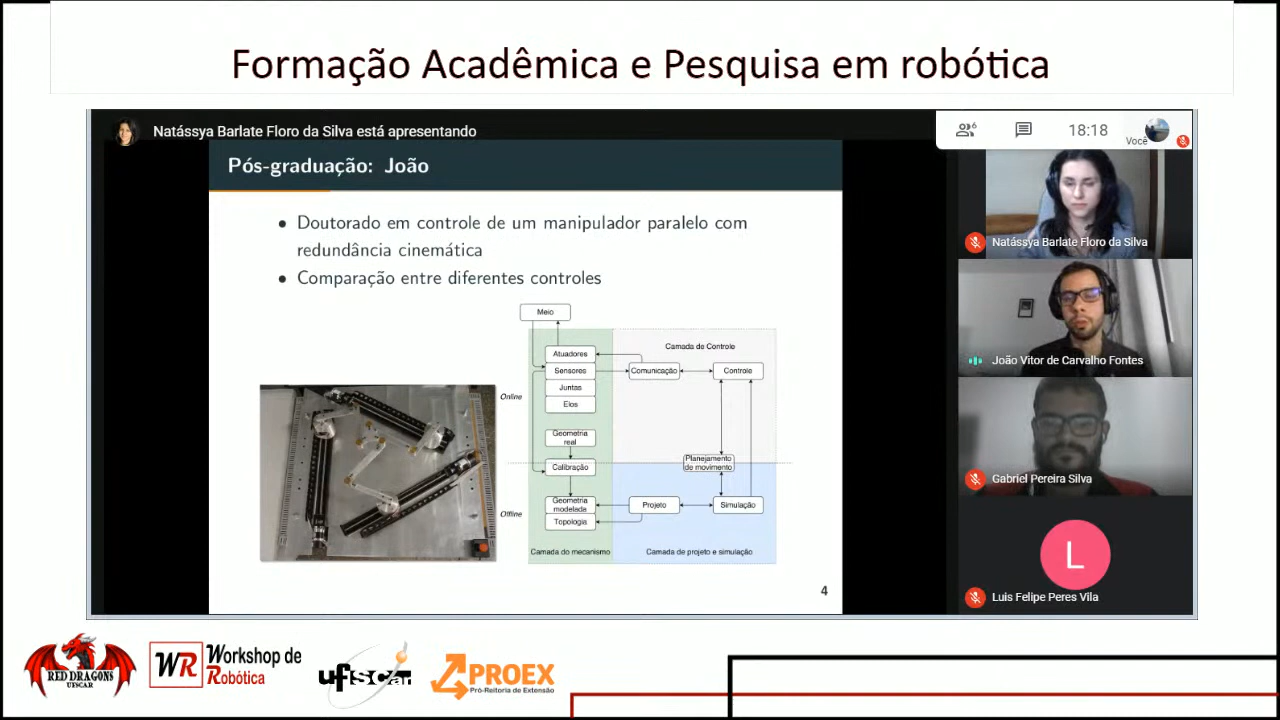 Formação Acadêmica e Pesquisa em robótica
Natássya Barlate Floro da Silva está apresentando
6
18:18
Você
Pós-graduação: João
• Doutorado em controle de um manipulador paralelo com
redundância cinemática
• Comparação entre diferentes controles
Meio
Atuadores
Sensores
Juntas
Elos
Online
Geometria
real
Calibração
Geometria
modelada
Topologia
Offline
Camada do mecanismo
Camada de Controle
Comunicação
Controle
Planejamento
de movimento
Projeto
Simulação
Camada de projeto e simulação
4
Natássya Barlate Floro da Silva
João Vitor de Carvalho Fontes
Gabriel Pereira Silva
L
Luis Felipe Peres Vila
RED DRAGONS
UFSCAR
WR Workshop de
Robótica
ufscar
PROEX
Pró-Reitoria de Extensão